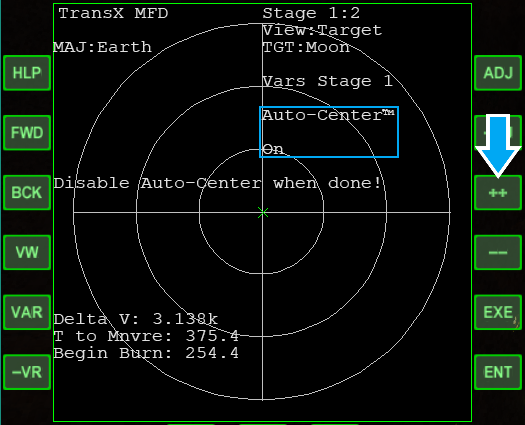 TransX MFD
Stage 1:2
View:Target
MAJ:Earth
TGT:Moon
HLP
ADJ
Vars Stage 1
Auto-Center™
FWD
On
Disable Auto-Center when done!
BCK
++
VW
--
Delta V: 3.138k
VAR
T to Mnvre: 375.4
EXE
Begin Burn: 254.4
-VR
ENT